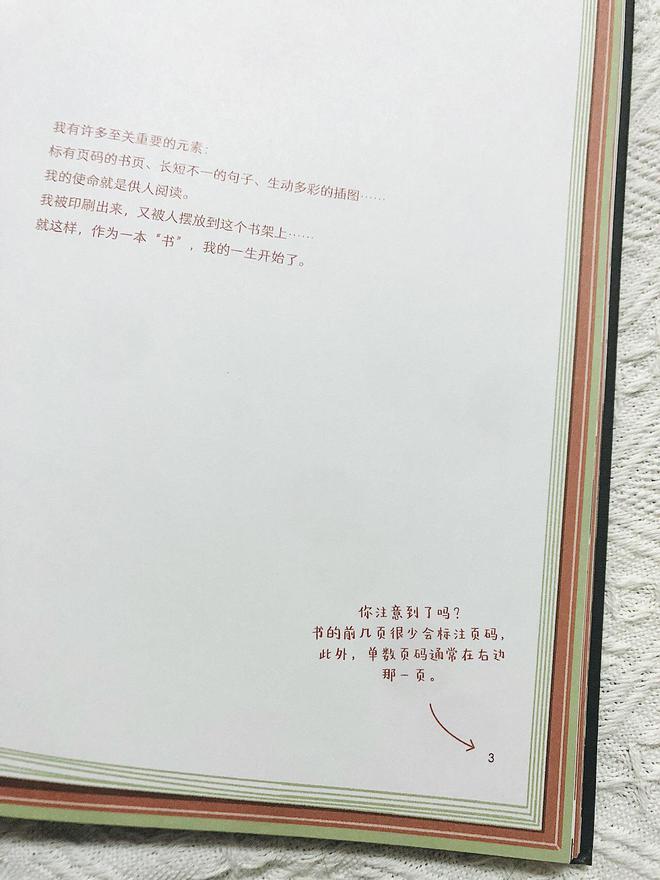 我有许多至关重要的元素：
标有页码的书页、长短不一的句子、生动多彩的插图……
我的使命就是供人阅读。
我被印刷出来，又被人摆放到这个书架上……
就这样，作为一本“书”，我的一生开始了。
你注意到了吗？
书的前几页很少会标注页码，
此外，单数页码通常在右边
那一页。
3